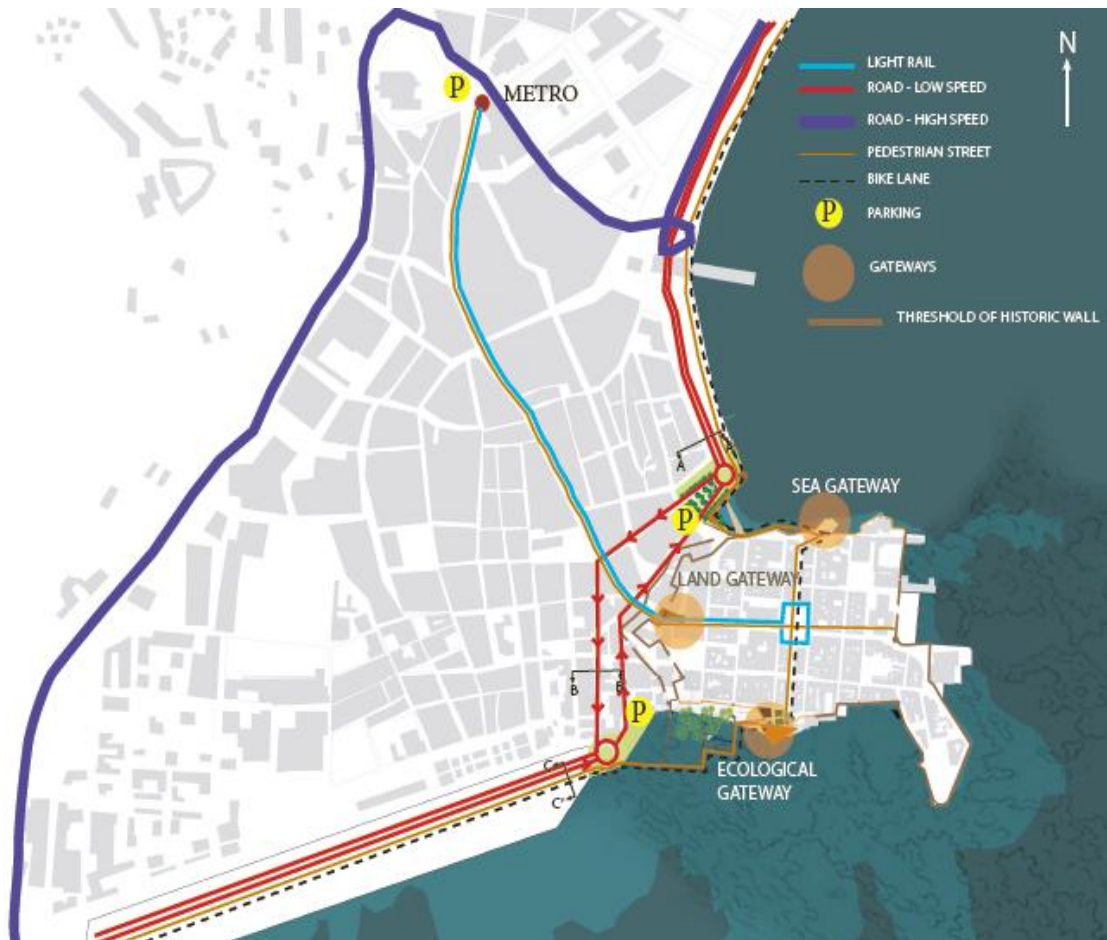 P
METRO
N
LIGHT RAIL
ROAD - LOW SPEED
ROAD - HIGH SPEED
PEDESTRIAN STREET
BIKE LANE
P
PARKING
GATEWAYS
THRESHOLD OF HISTORIC WALL
A
SEA GATEWAY
P
LAND GATEWAY
B
P
ECOLOGICAL
GATEWAY
C
C'